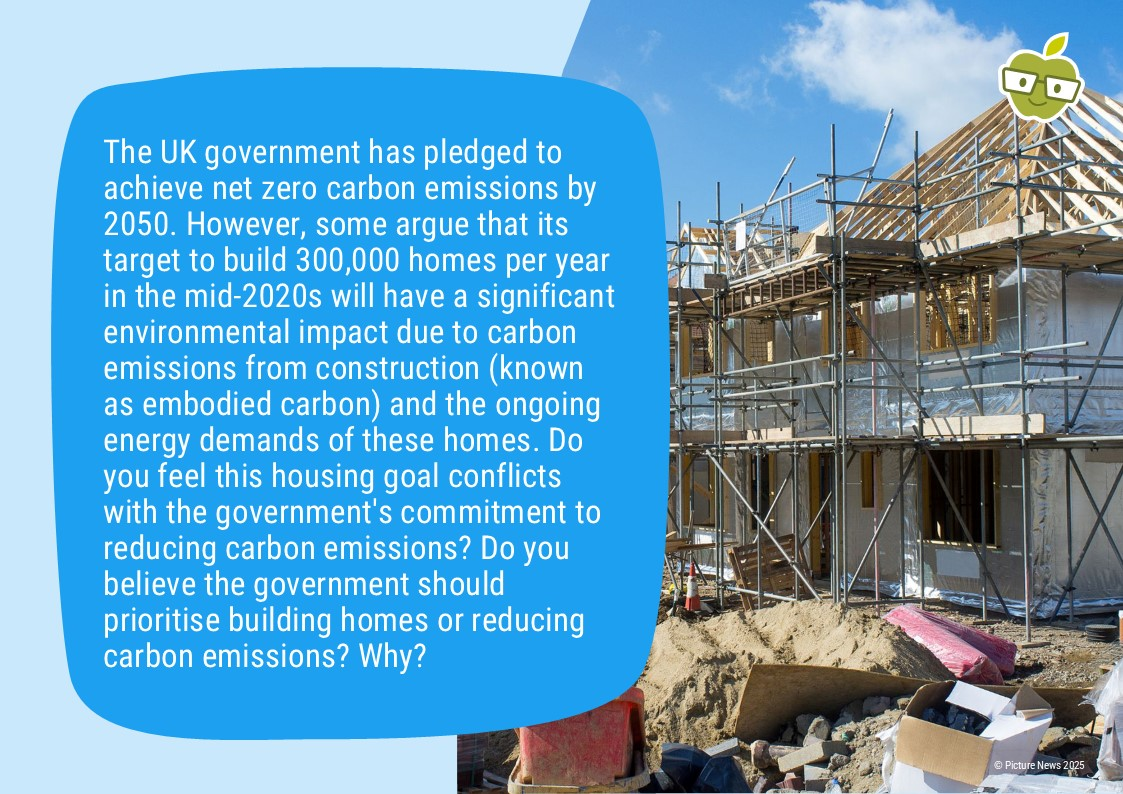 The UK government has pledged to
achieve net zero carbon emissions by
2050. However, some argue that its
target to build 300,000 homes per year
in the mid-2020s will have a significant
environmental impact due to carbon
emissions from construction (known
as embodied carbon) and the ongoing
energy demands of these homes. Do
you feel this housing goal conflicts
with the government's commitment to
reducing carbon emissions? Do you
believe the government should
prioritise building homes or reducing
carbon emissions? Why?
© Picture News 2025